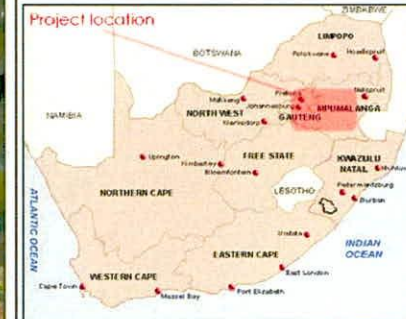 Project location
ZIMBABWE
LIMPOPO
BOTSWANA
Polokwane
Hoedspruit
Nelspruit
Mafikeng
Johannesburg
MPUMALANGA
NAMIBIA
NORTH WEST
GAUTENG
Klerksdorp
Upington
FREE STATE
KWAZULU
NATAL
Kimberley
Bloemfontein
LESOTHO
Pietermaritzburg
Durban
NORTHERN CAPE
ATLANTIC OCEAN
Umtata
INDIAN
OCEAN
EASTERN CAPE
East London
WESTERN CAPE
Cape Town
Mossel Bay
Port Elizabeth